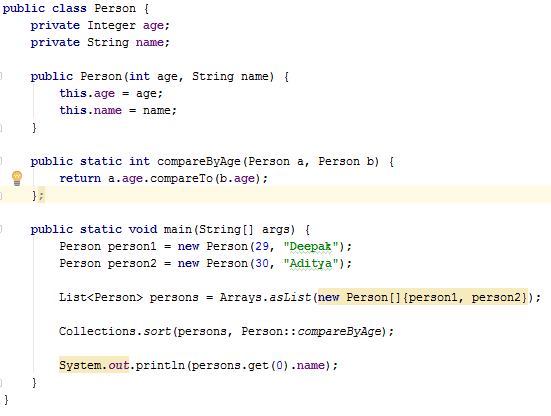 public class Person {
    private Integer age;
    private String name;

    public Person(int age, String name) {
        this.age = age;
        this.name = name;
    }

    public static int compareByAge(Person a, Person b) {
        return a.age.compareTo(b.age);
    };

    public static void main(String[] args) {
        Person person1 = new Person(29, "Deepak");
        Person person2 = new Person(30, "Aditya");

        List<Person> persons = Arrays.asList(new Person[]{person1, person2});

        Collections.sort(persons, Person::compareByAge);

        System.out.println(persons.get(0).name);
    }
}